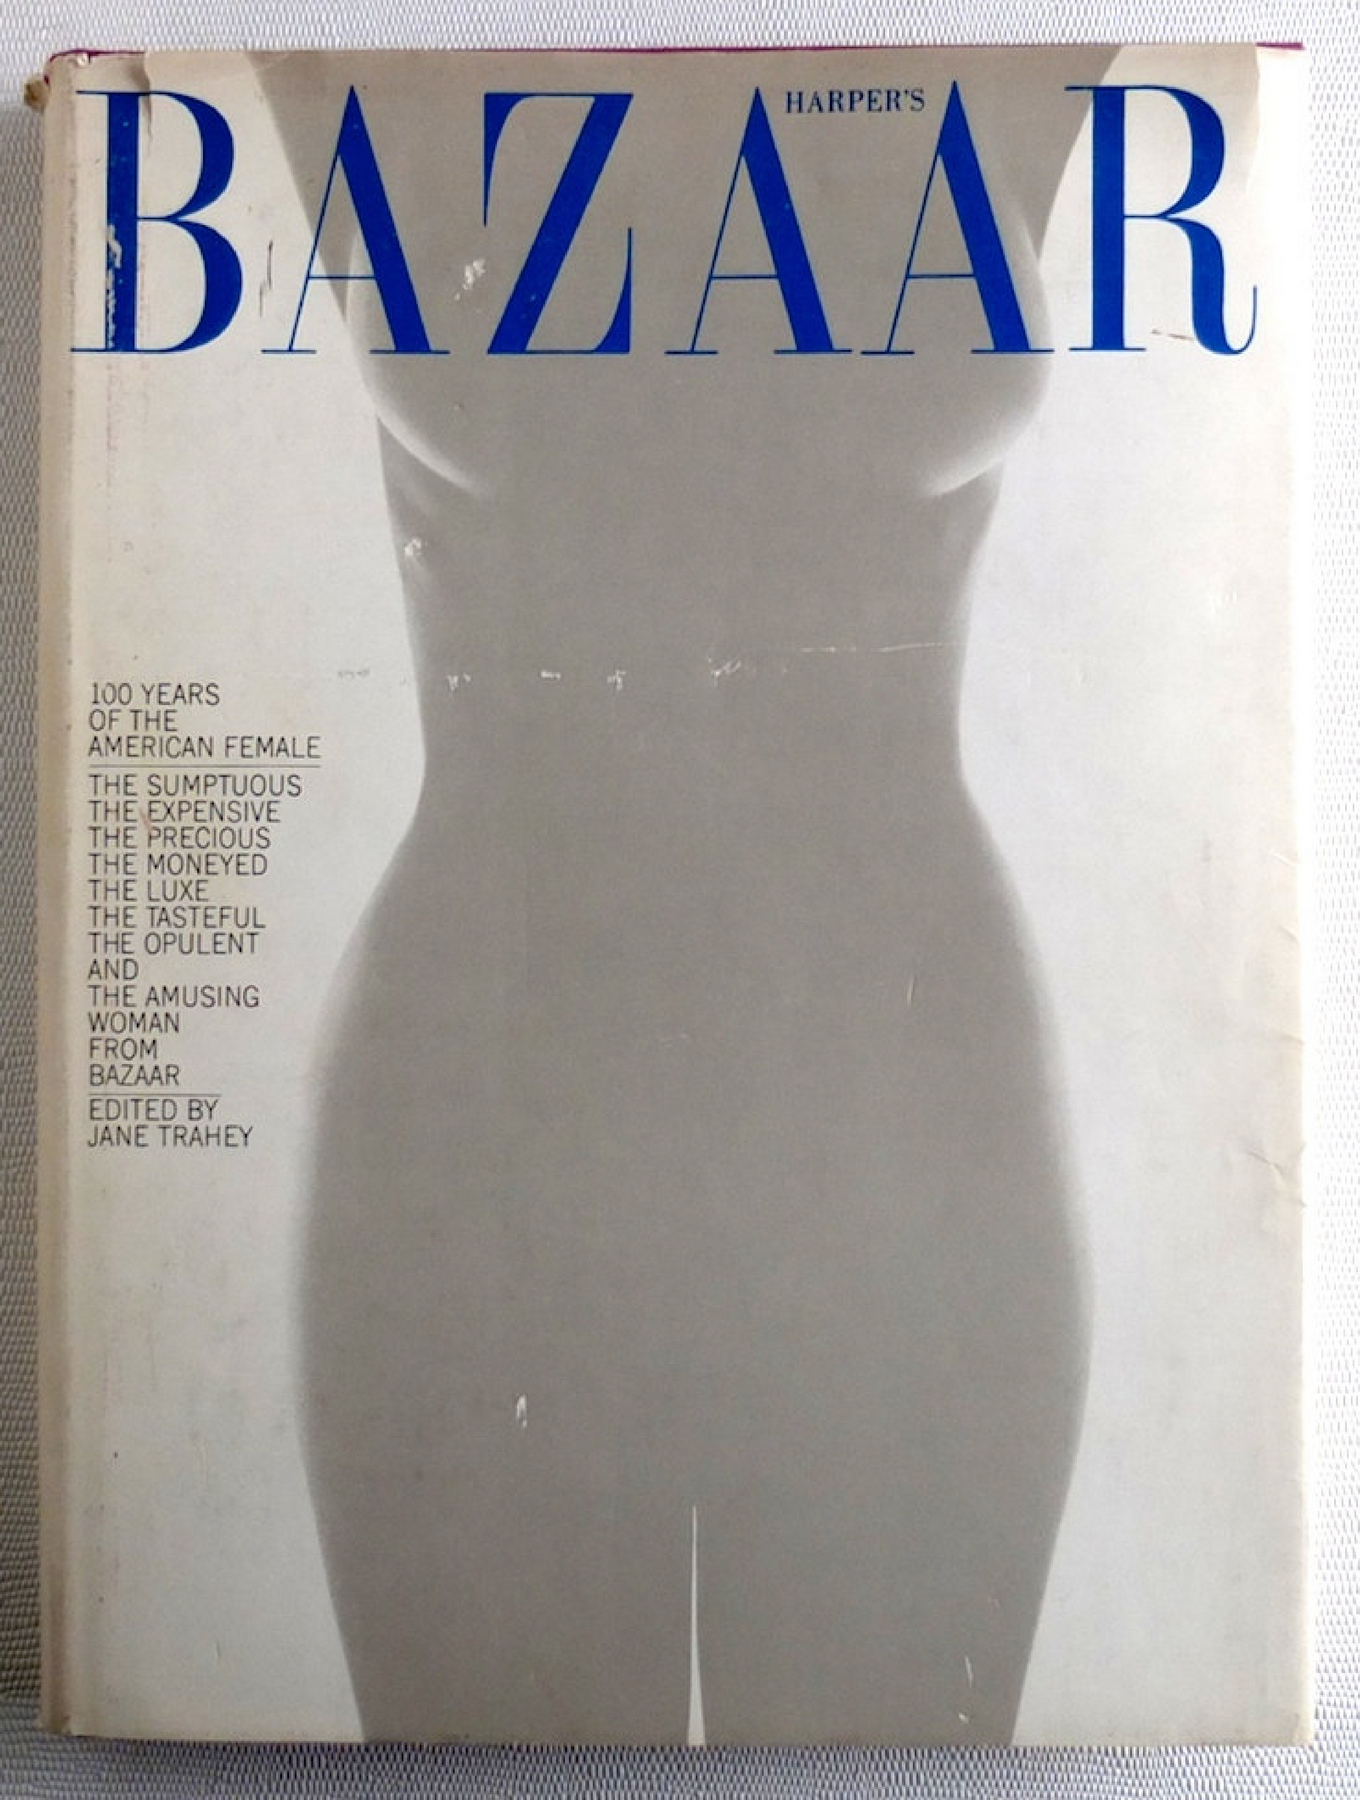 HARPER'S
BAZAAR
100 YEARS
OF THE
AMERICAN FEMALE
THE SUMPTUOUS
THE EXPENSIVE
THE PRECIOUS
THE MONEYED
THE LUXE
THE TASTEFUL
THE OPULENT
AND
THE AMUSING
WOMAN
FROM
BAZAAR
EDITED BY
JANE TRAHEY